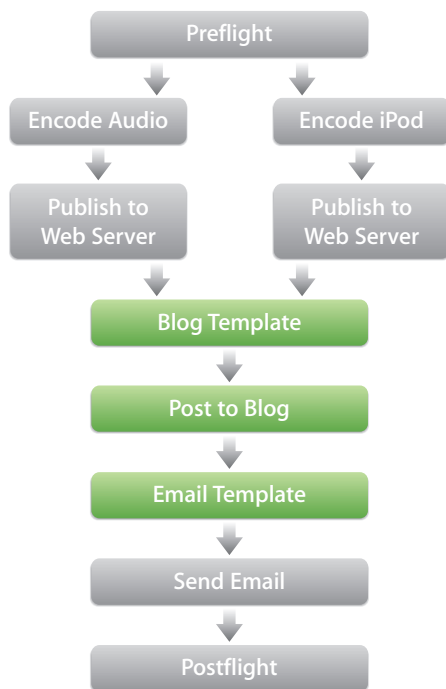 Preflight
Encode Audio
Encode iPod
Publish to
Web Server
Publish to
Web Server
Blog Template
Post to Blog
Email Template
Send Email
Postflight